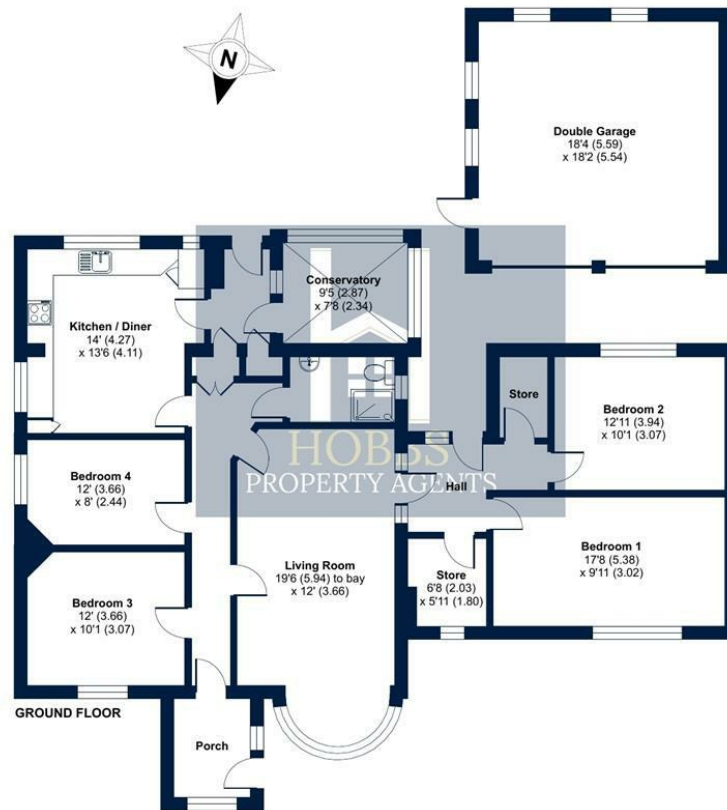 N
Double Garage
18'4 (5.59)
x 18'2 (5.54)
Conservatory
9'5 (2.87)
x 7'8 (2.34)
Kitchen / Diner
14' (4.27)
x 13'6 (4.11)
Store
Bedroom 2
12'11 (3.94)
x 10'1 (3.07)
HOBBS
PROPERTY AGENTS
Bedroom 4
12' (3.66)
x 8' (2.44)
Hall
Bedroom 1
17'8 (5.38)
x 9'11 (3.02)
Living Room
19'6 (5.94) to bay
x 12' (3.66)
Store
6'8 (2.03)
x 5'11 (1.80)
Bedroom 3
12' (3.66)
x 10'1 (3.07)
GROUND FLOOR
Porch